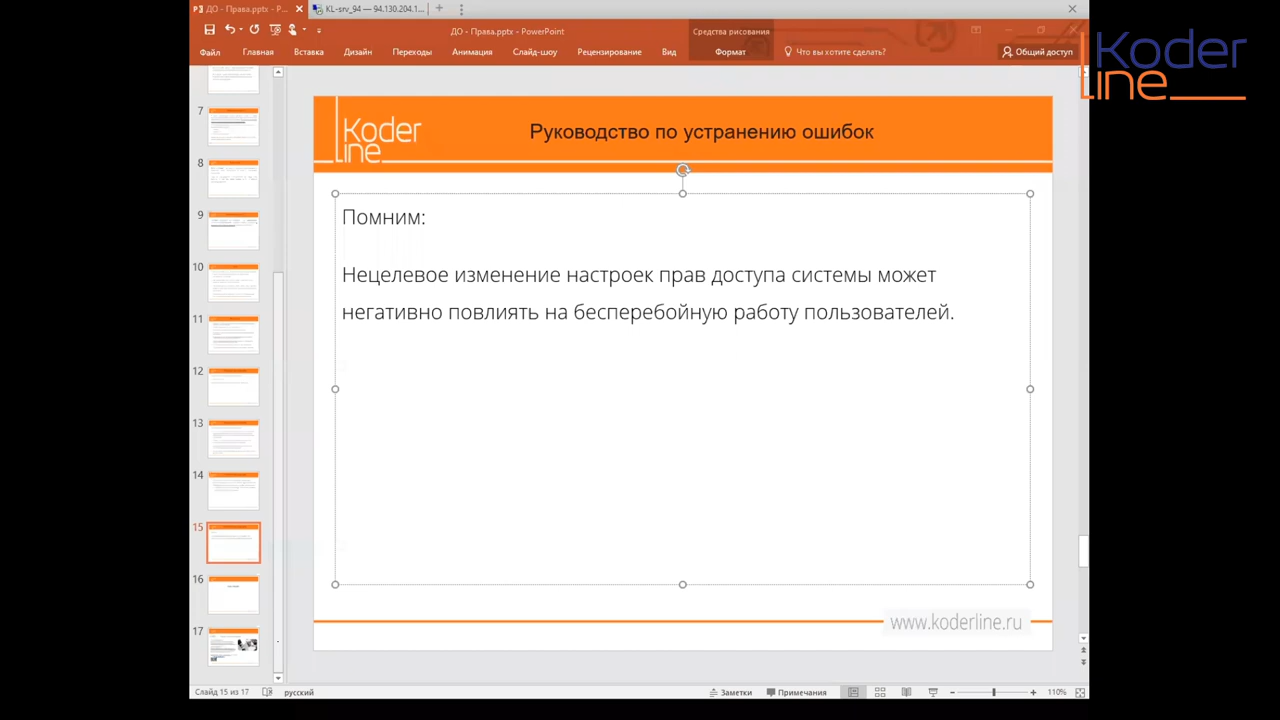 ДО - Права.pptx - P...
KL-srv_94 — 94.130.204.1...
ДО - Права.pptx - PowerPoint
Средства рисования
Файл Главная Вставка Дизайн Переходы Анимация Слайд-шоу Рецензирование Вид Формат Что вы хотите сделать? Общий доступ
Koder
line
Koder
line
Руководство по устранению ошибок
Помним:
Нецелевое изменение настроек прав доступа системы может
негативно повлиять на бесперебойную работу пользователей.
www.koderline.ru
7
8
9
10
11
12
13
14
15
16
17
Слайд 15 из 17 русский Заметки Примечания 110%